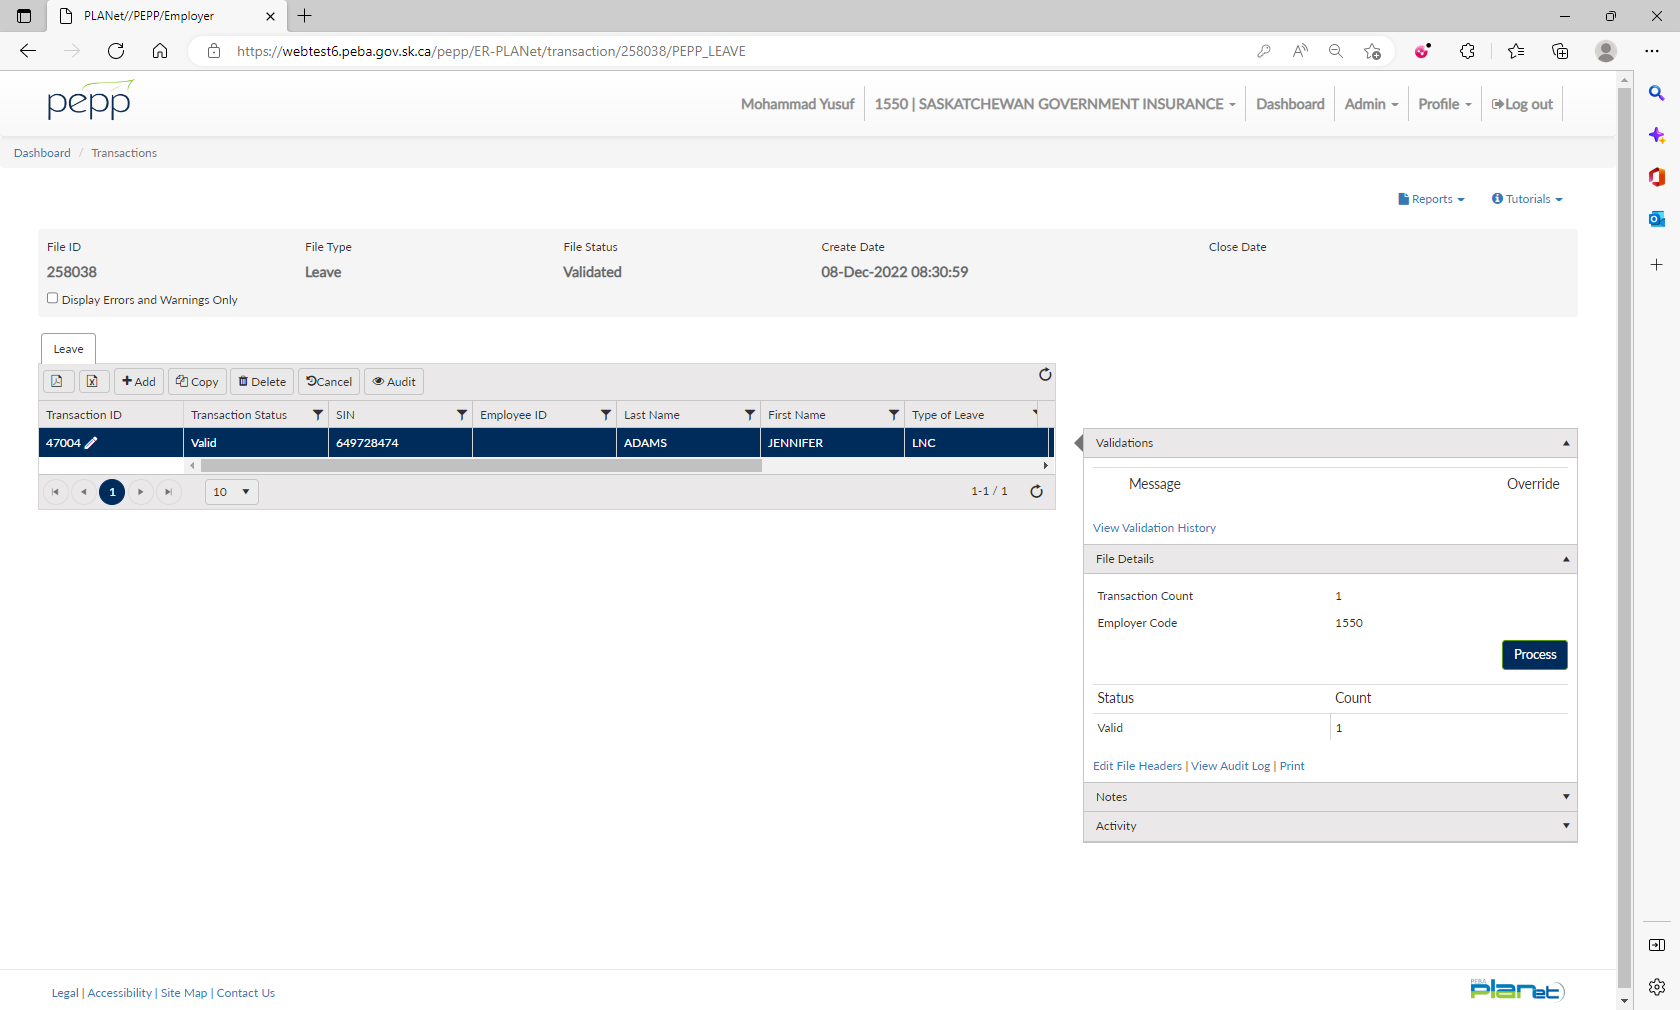 PLANet//PEPP/Employer
https://webtest6.peba.gov.sk.ca/pepp/ER-PLANet/transaction/258038/PEPP_LEAVE
pepp
Mohammad Yusuf
1550 | SASKATCHEWAN GOVERNMENT INSURANCE
Dashboard
Admin
Profile
Log out
Dashboard / Transactions
Reports
Tutorials
File ID File Type File Status Create Date Close Date
258038 Leave Validated 08-Dec-2022 08:30:59
Display Errors and Warnings Only
Leave
Add Copy Delete Cancel Audit
Transaction ID Transaction Status SIN Employee ID Last Name First Name Type of Leave
47004 Valid 649728474 ADAMS JENNIFER LNC
1 10 1-1 / 1
Validations
Message Override
View Validation History
File Details
Transaction Count 1
Employer Code 1550
Process
Status Count
Valid 1
Edit File Headers | View Audit Log | Print
Notes
Activity
Legal | Accessibility | Site Map | Contact Us
PEBA
planet